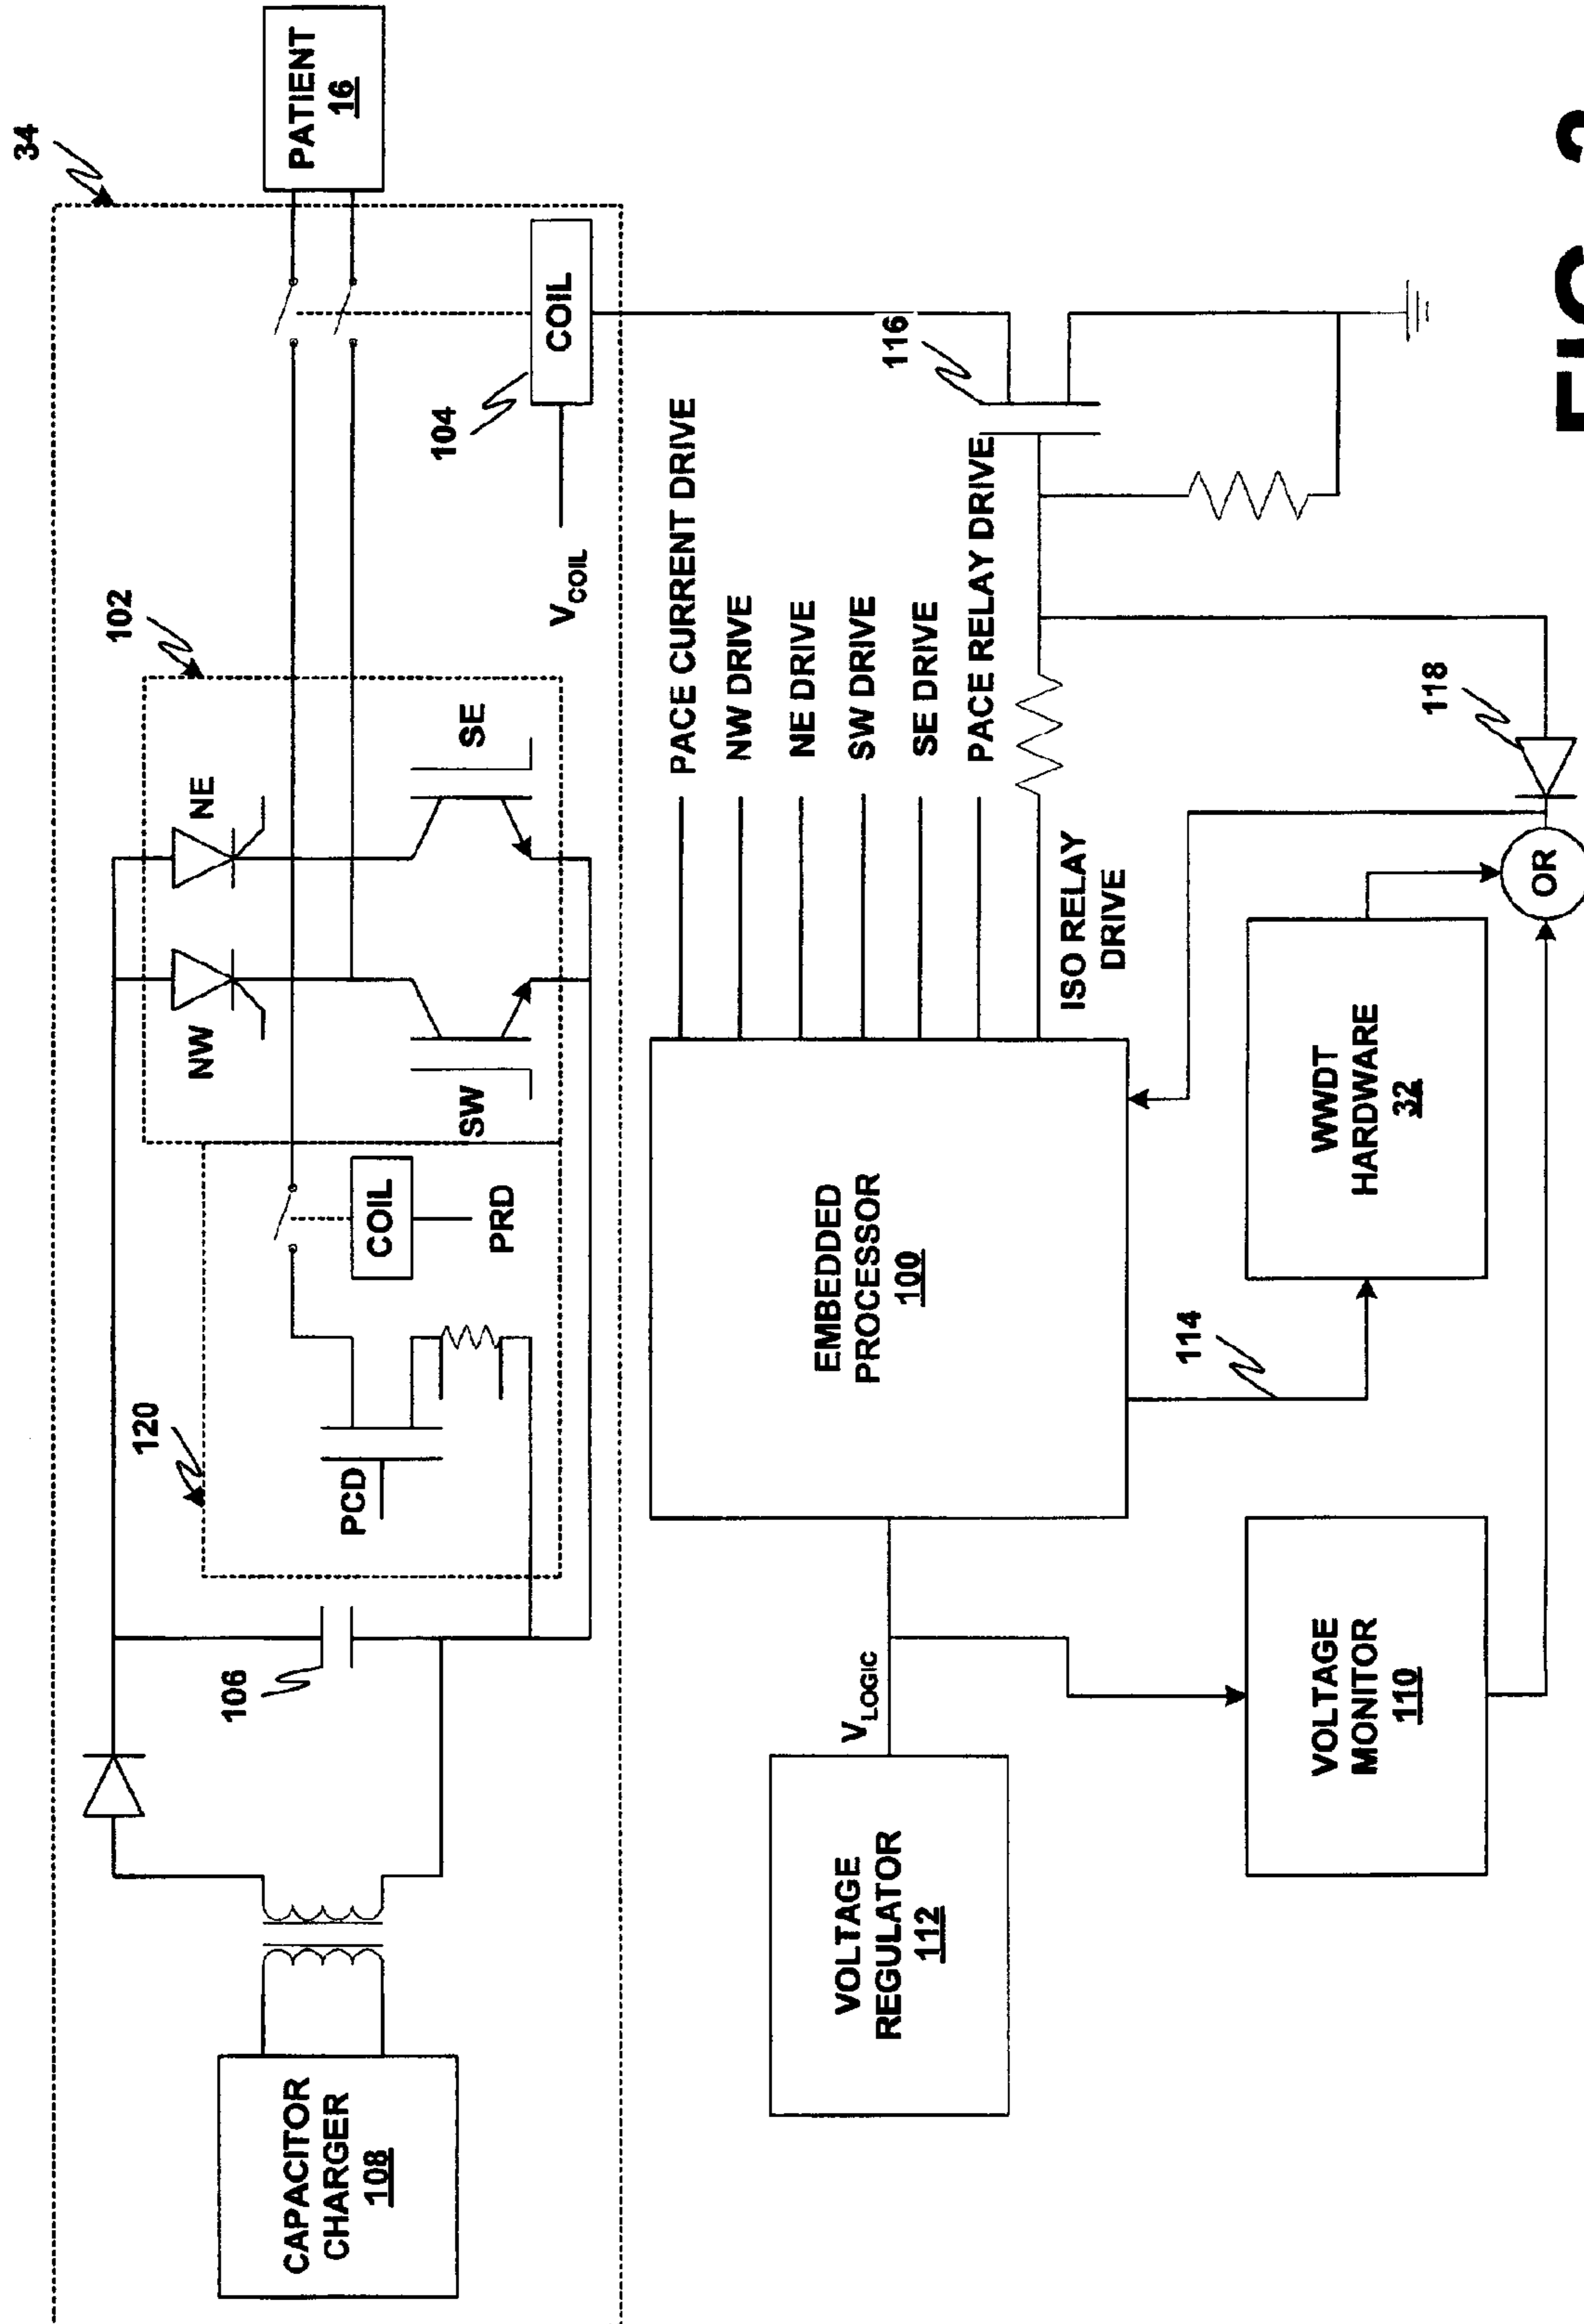 34
PATIENT
16
102
104
COIL
V_COIL
NE
NW
SE
SW
120
COIL
PRD
PCD
106
CAPACITOR
CHARGER
108
116
PACE CURRENT DRIVE
NW DRIVE
NE DRIVE
SW DRIVE
SE DRIVE
PACE RELAY DRIVE
ISO RELAY
DRIVE
118
OR
EMBEDDED
PROCESSOR
100
WWDT
HARDWARE
32
114
V_LOGIC
VOLTAGE
REGULATOR
112
VOLTAGE
MONITOR
110